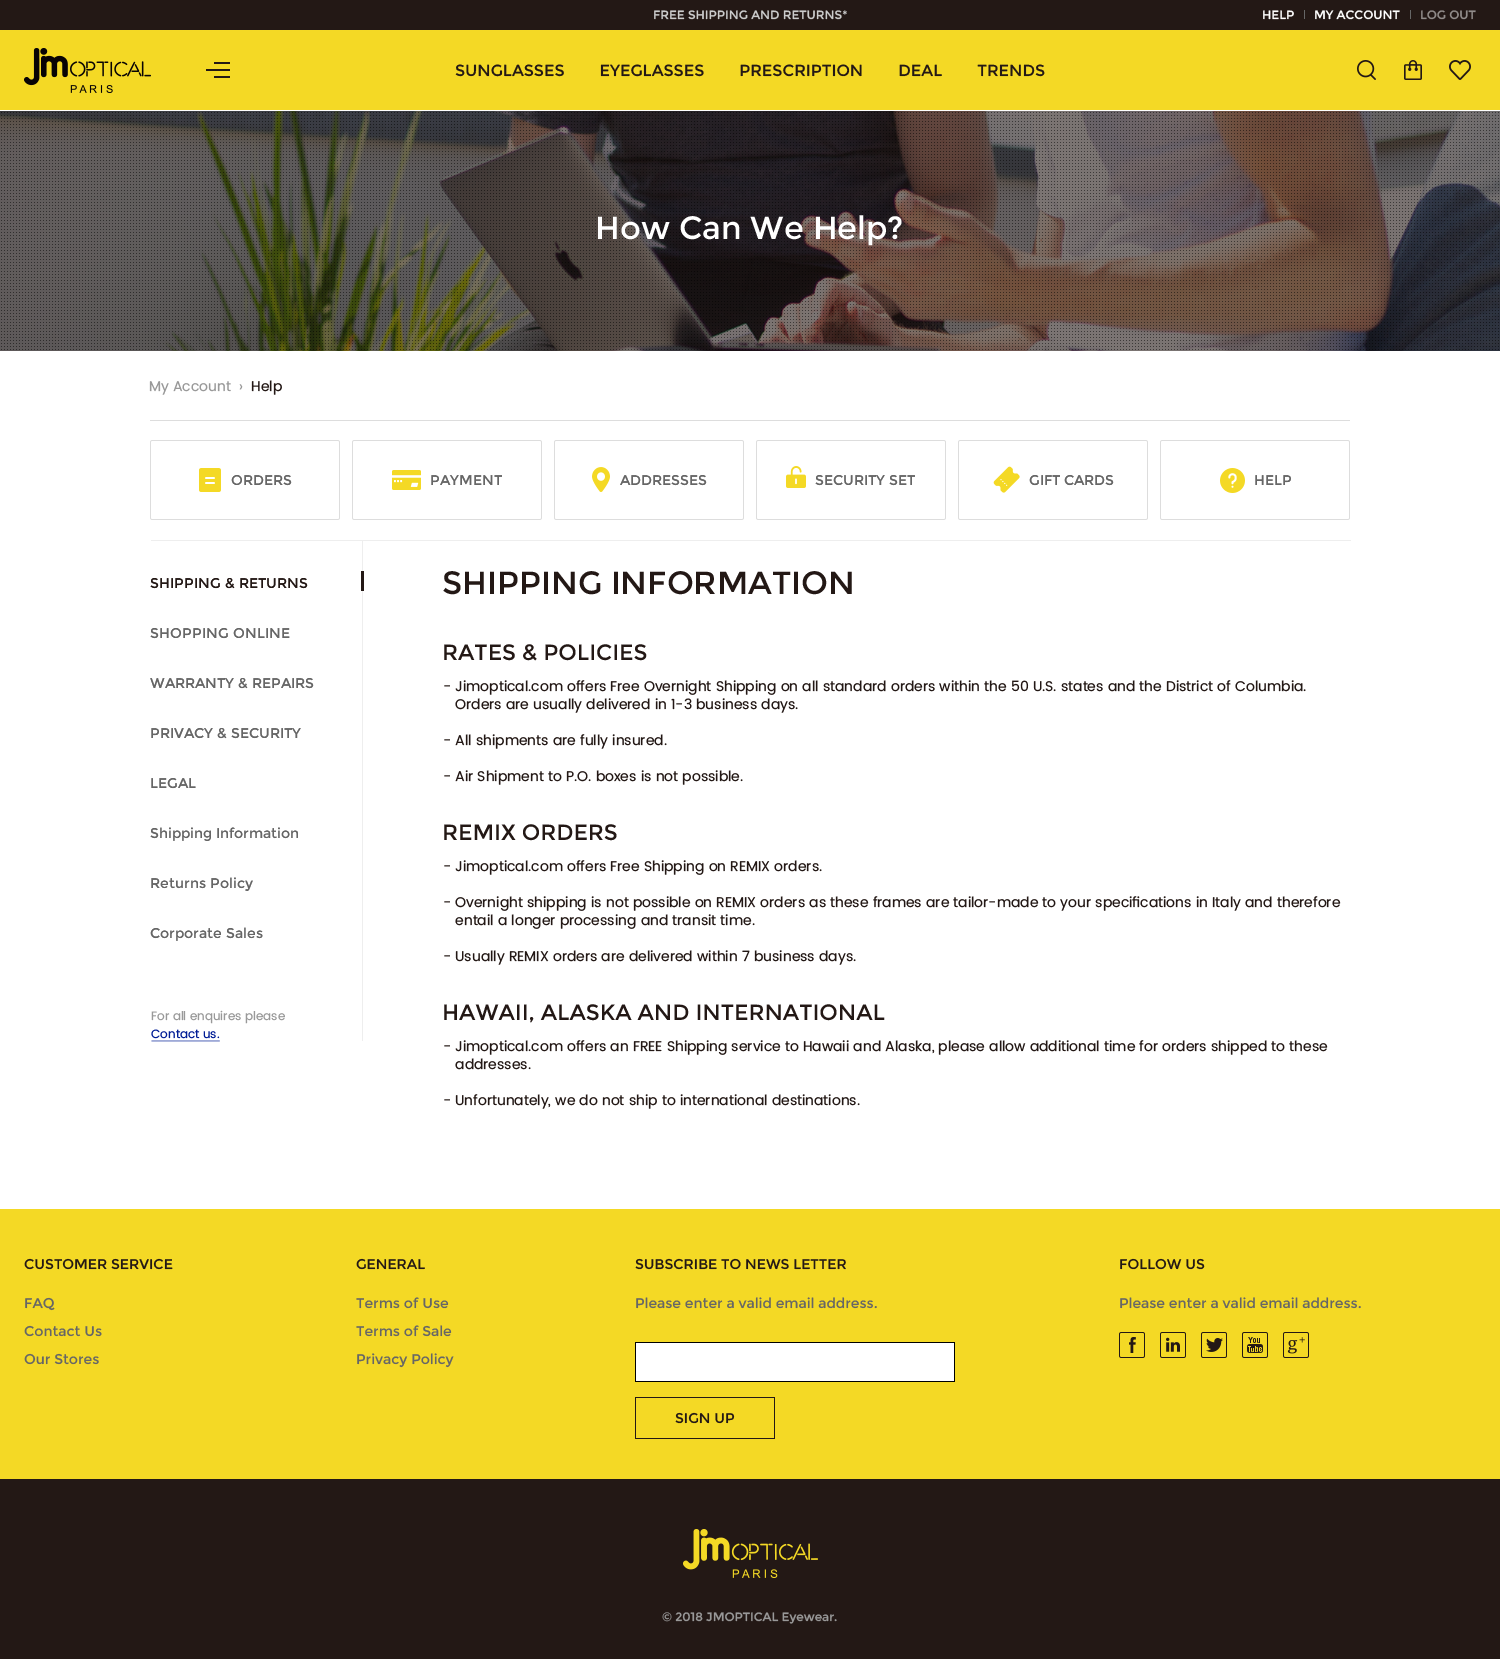 FREE SHIPPING AND RETURNS*
HELP | MY ACCOUNT | LOG OUT
JmOPTICAL
PARIS
SUNGLASSES EYEGLASSES PRESCRIPTION DEAL TRENDS
How Can We Help?
My Account › Help
ORDERS PAYMENT ADDRESSES SECURITY SET GIFT CARDS HELP
SHIPPING & RETURNS
SHOPPING ONLINE
WARRANTY & REPAIRS
PRIVACY & SECURITY
LEGAL
Shipping Information
Returns Policy
Corporate Sales
For all enquires please
Contact us.
SHIPPING INFORMATION
RATES & POLICIES
- Jimoptical.com offers Free Overnight Shipping on all standard orders within the 50 U.S. states and the District of Columbia.
Orders are usually delivered in 1-3 business days.
- All shipments are fully insured.
- Air Shipment to P.O. boxes is not possible.
REMIX ORDERS
- Jimoptical.com offers Free Shipping on REMIX orders.
- Overnight shipping is not possible on REMIX orders as these frames are tailor-made to your specifications in Italy and therefore
entail a longer processing and transit time.
- Usually REMIX orders are delivered within 7 business days.
HAWAII, ALASKA AND INTERNATIONAL
- Jimoptical.com offers an FREE Shipping service to Hawaii and Alaska, please allow additional time for orders shipped to these
addresses.
- Unfortunately, we do not ship to international destinations.
CUSTOMER SERVICE
FAQ
Contact Us
Our Stores
GENERAL
Terms of Use
Terms of Sale
Privacy Policy
SUBSCRIBE TO NEWS LETTER
Please enter a valid email address.
SIGN UP
FOLLOW US
Please enter a valid email address.
f in You Tube g+
JmOPTICAL
PARIS
© 2018 JMOPTICAL Eyewear.